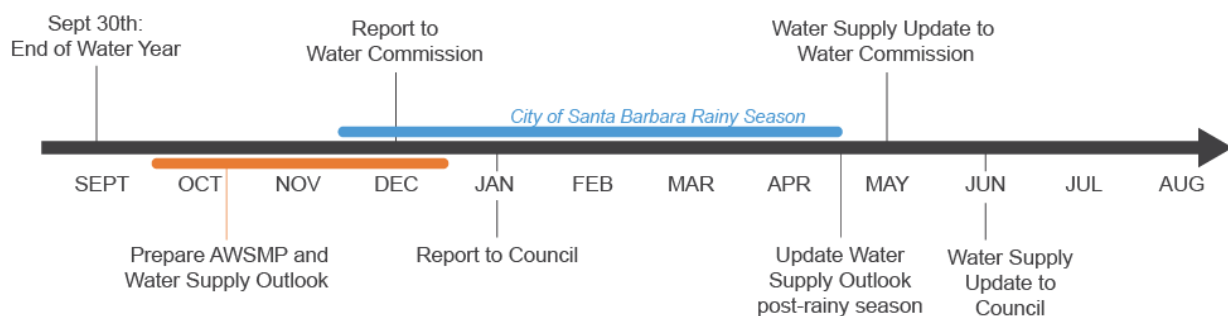 Sept 30th:
End of Water Year
Report to
Water Commission
Water Supply Update to
Water Commission
City of Santa Barbara Rainy Season
SEPT OCT NOV DEC JAN FEB MAR APR MAY JUN JUL AUG
Prepare AWSMP and
Water Supply Outlook
Report to Council
Update Water
Supply Outlook
post-rainy season
Water Supply
Update to
Council